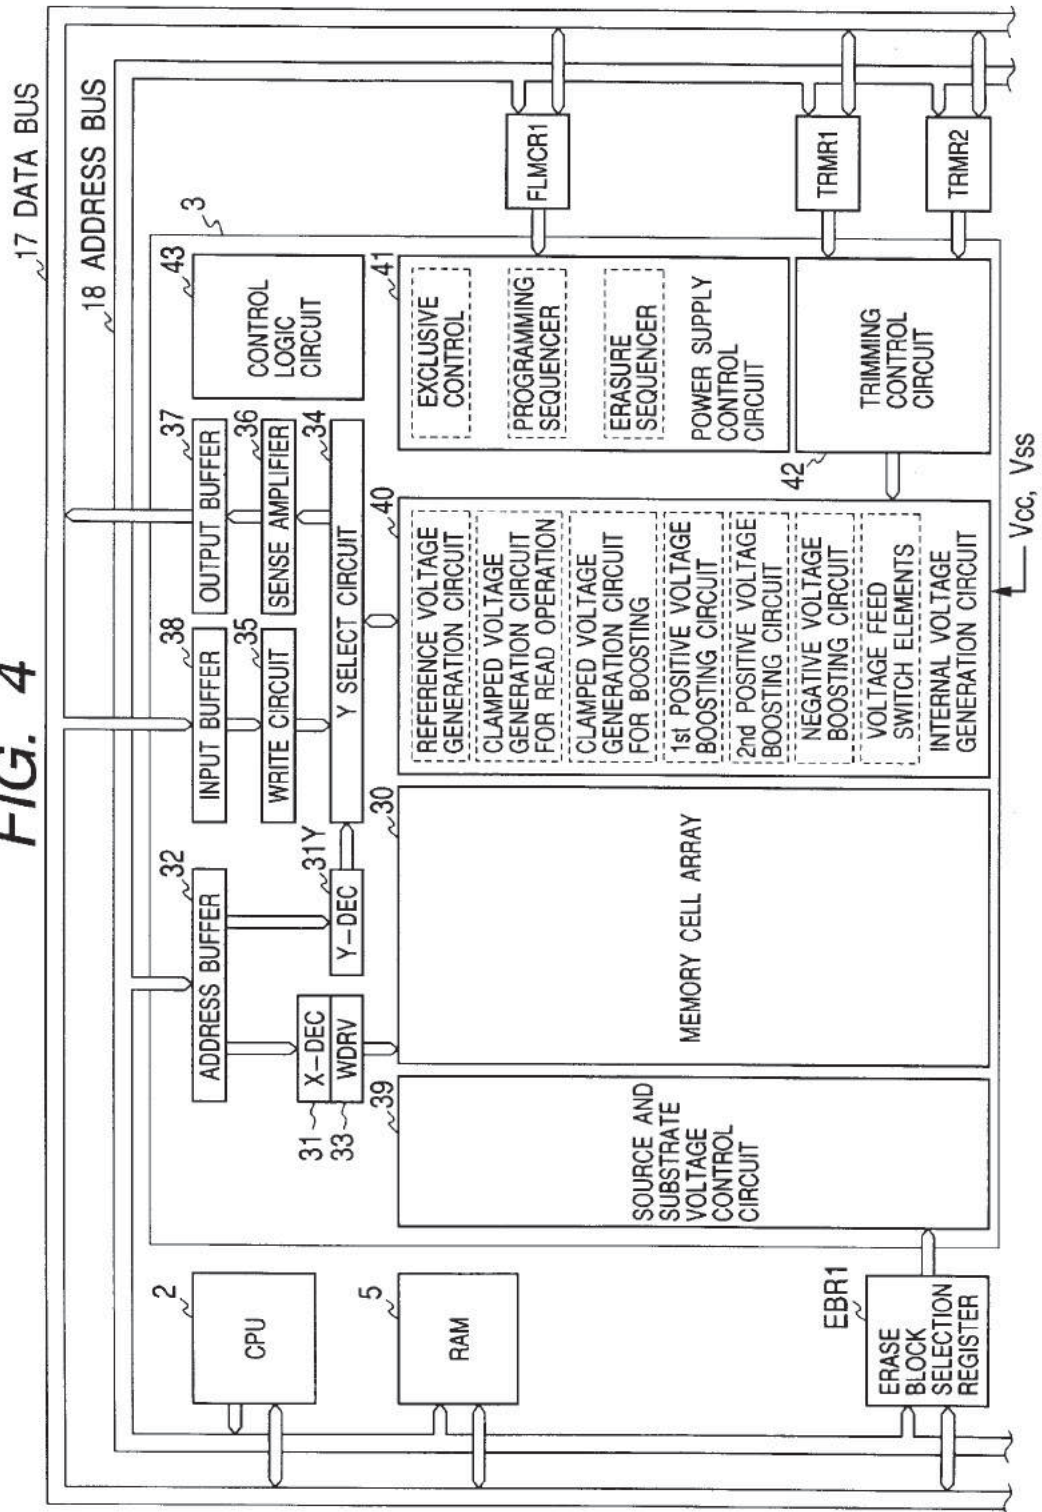 FIG. 4
17 DATA BUS
18 ADDRESS BUS
3
2
CPU
5
RAM
EBR1
ERASE
BLOCK
SELECTION
REGISTER
32
ADDRESS BUFFER
31
X-DEC
33
WDRV
31Y
Y-DEC
38
INPUT BUFFER
35
WRITE CIRCUIT
37
OUTPUT BUFFER
36
SENSE AMPLIFIER
34
Y SELECT CIRCUIT
43
CONTROL
LOGIC
CIRCUIT
39
SOURCE AND
SUBSTRATE
VOLTAGE
CONTROL
CIRCUIT
30
MEMORY CELL ARRAY
40
REFERENCE VOLTAGE
GENERATION CIRCUIT
CLAMPED VOLTAGE
GENERATION CIRCUIT
FOR READ OPERATION
CLAMPED VOLTAGE
GENERATION CIRCUIT
FOR BOOSTING
1st POSITIVE VOLTAGE
BOOSTING CIRCUIT
2nd POSITIVE VOLTAGE
BOOSTING CIRCUIT
NEGATIVE VOLTAGE
BOOSTING CIRCUIT
VOLTAGE FEED
SWITCH ELEMENTS
INTERNAL VOLTAGE
GENERATION CIRCUIT
41
EXCLUSIVE
CONTROL
PROGRAMMING
SEQUENCER
ERASURE
SEQUENCER
POWER SUPPLY
CONTROL
CIRCUIT
42
TRIMMING
CONTROL
CIRCUIT
FLMCR1
TRMR1
TRMR2
Vcc, Vss